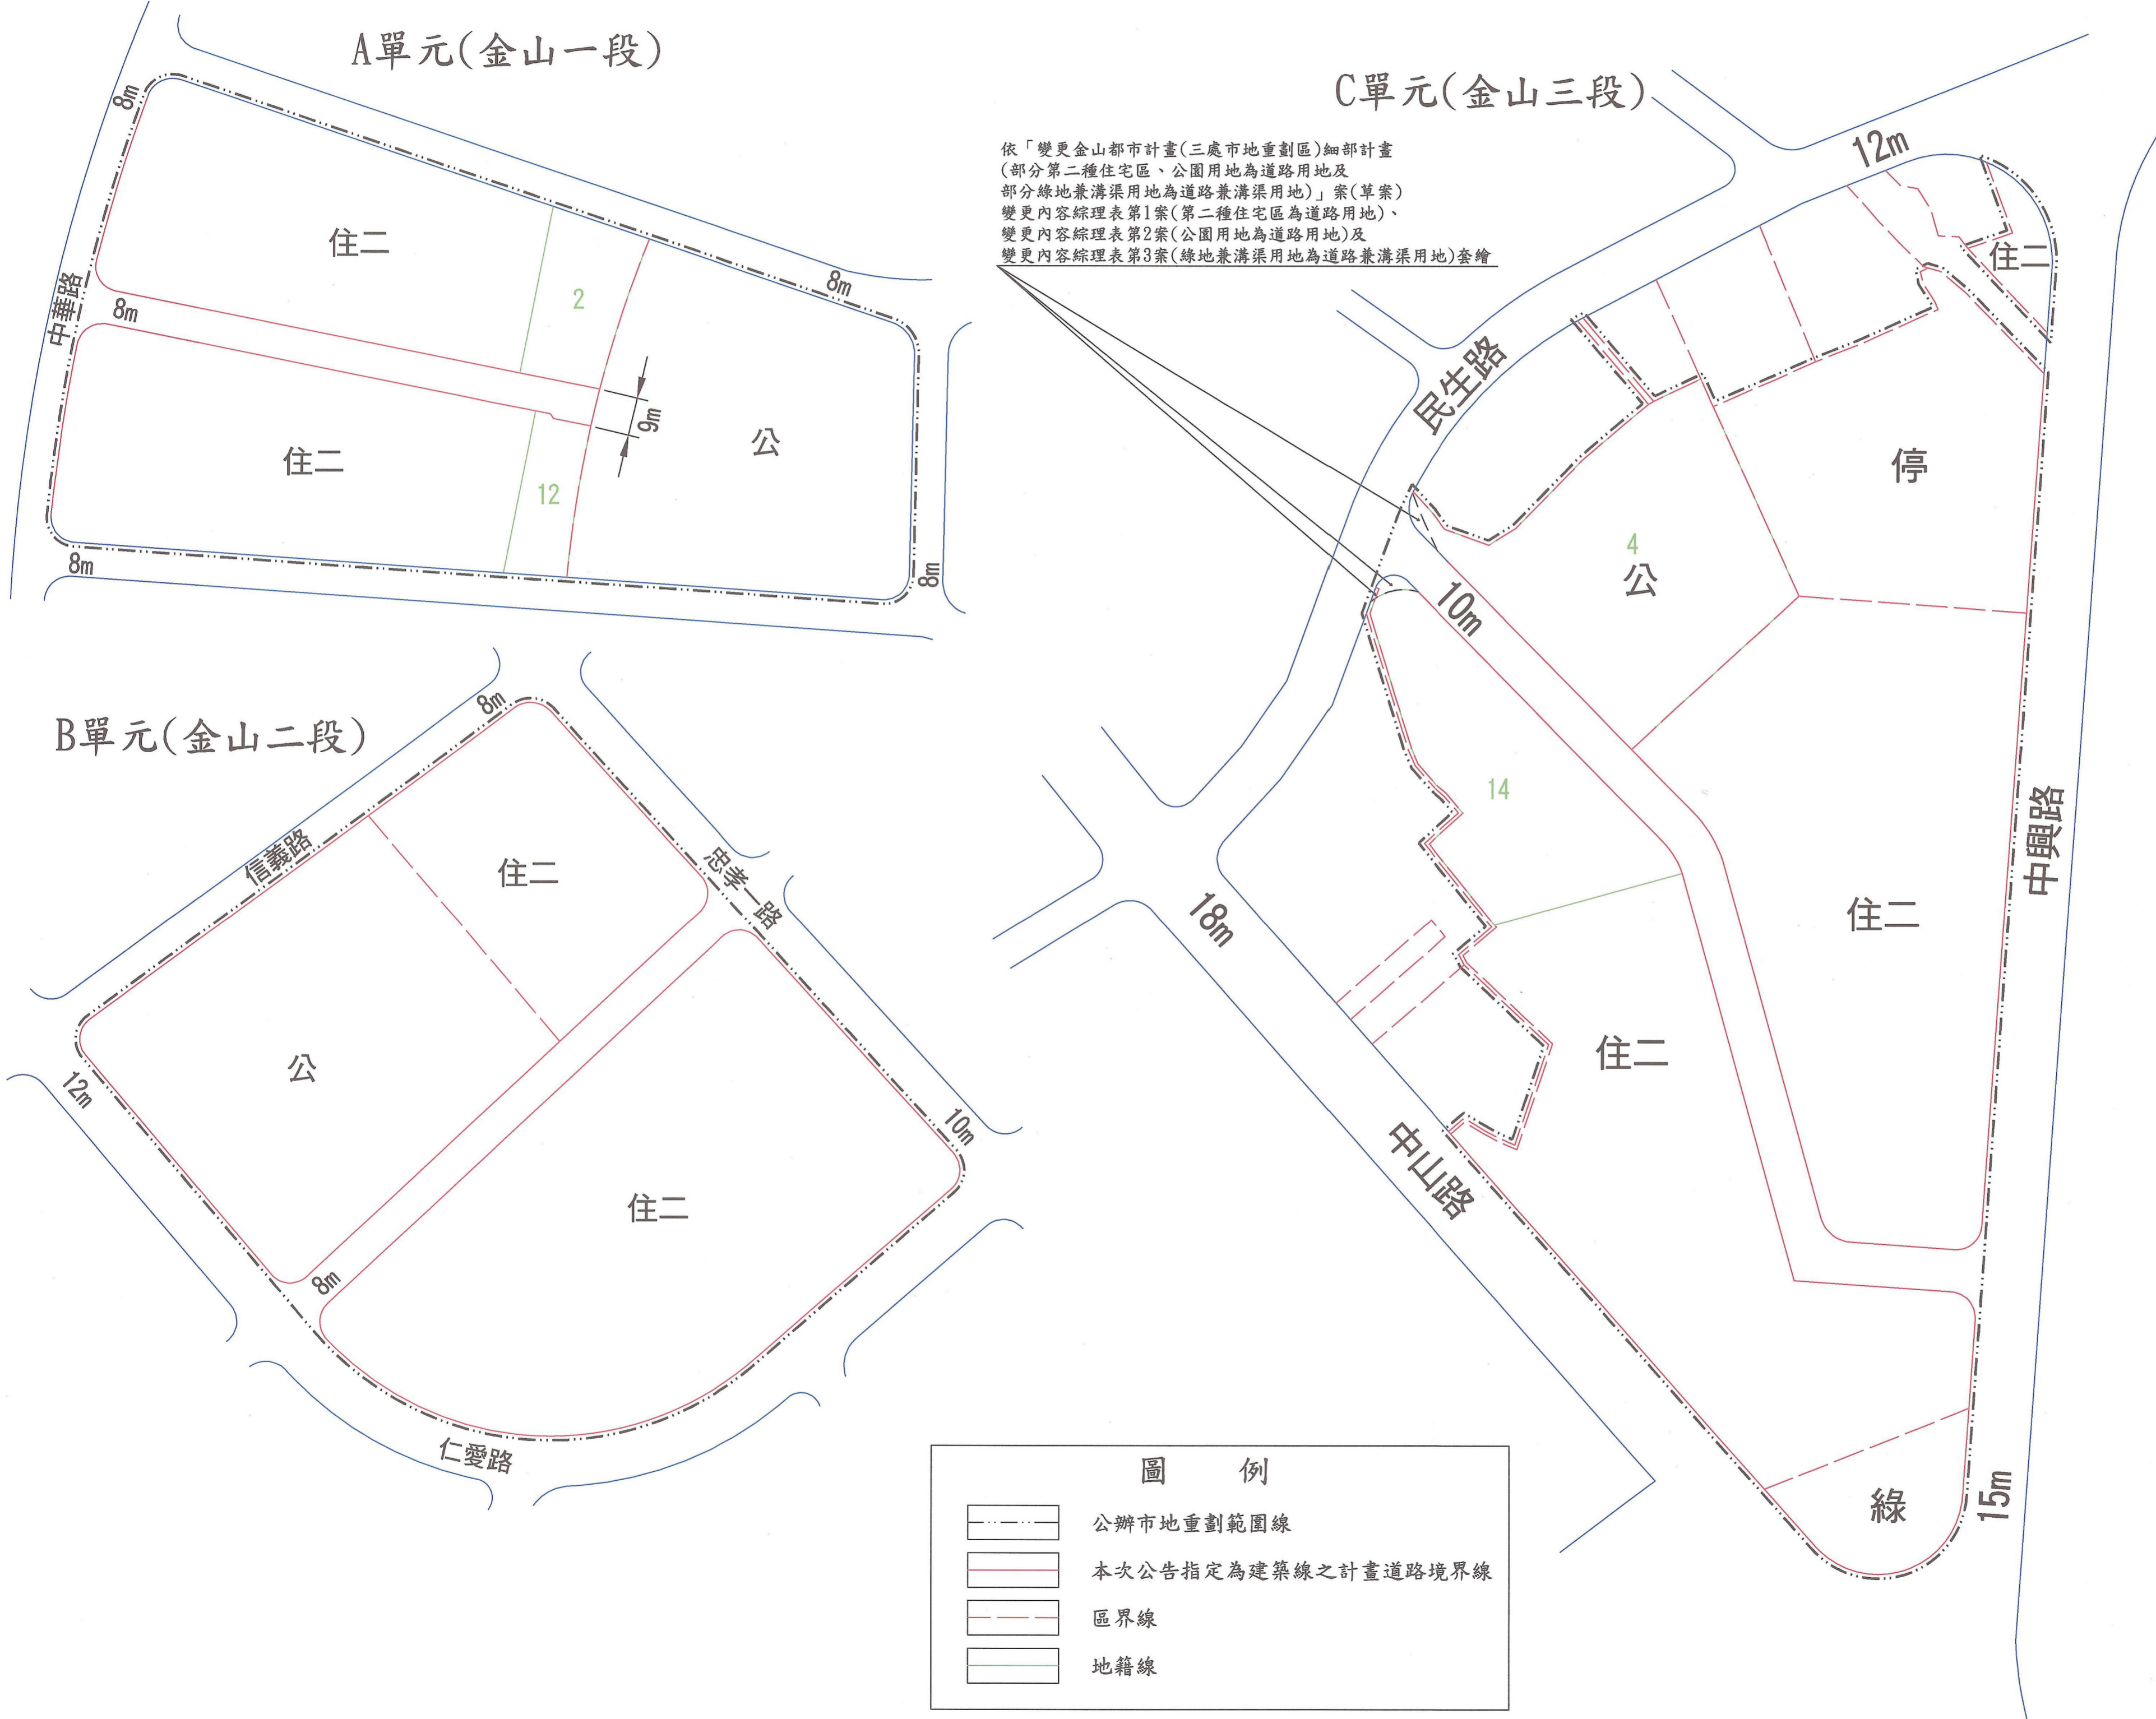 A單元(金山一段)
8m
住二
2
8m
中華路
8m
9m
公
住二
12
8m
8m
B單元(金山二段)
8m
信義路
住二
忠孝一路
公
12m
10m
住二
8m
仁愛路
C單元(金山三段)
依「變更金山都市計畫(三處市地重劃區)細部計畫
(部分第二種住宅區、公園用地為道路用地及
部分綠地兼溝渠用地為道路兼溝渠用地)」案(草案)
變更內容綜理表第1案(第二種住宅區為道路用地)、
變更內容綜理表第2案(公園用地為道路用地)及
變更內容綜理表第3案(綠地兼溝渠用地為道路兼溝渠用地)套繪
12m
住二
民生路
停
4
公
10m
14
中興路
18m
住二
住二
中山路
綠
15m
圖 例
公辦市地重劃範圍線
本次公告指定為建築線之計畫道路境界線
區界線
地籍線